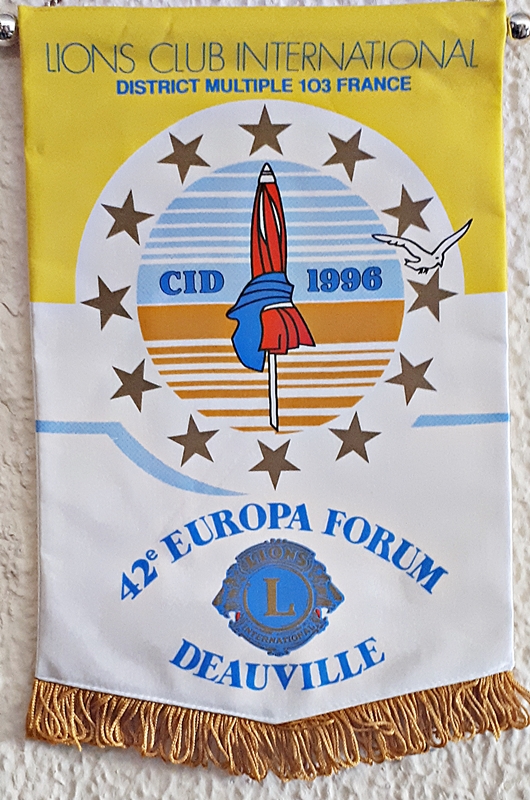 LIONS CLUB INTERNATIONAL
DISTRICT MULTIPLE 103 FRANCE
CID 1996
42e EUROPA FORUM
LIONS
L
INTERNATIONAL
DEAUVILLE